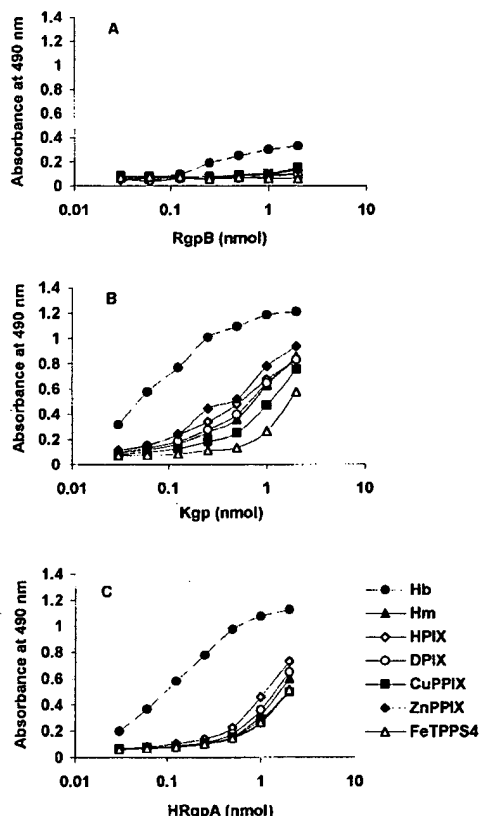 A
Absorbance at 490 nm
1.4
1.2
1
0.8
0.6
0.4
0.2
0
0.01 0.1 1 10
RgpB (nmol)
B
Absorbance at 490 nm
1.4
1.2
1
0.8
0.6
0.4
0.2
0
0.01 0.1 1 10
Kgp (nmol)
C
Absorbance at 490 nm
1.4
1.2
1
0.8
0.6
0.4
0.2
0
0.01 0.1 1 10
HRgpA (nmol)
Hb
Hm
HPIX
DPIX
CuPPIX
ZnPPIX
FeTPPS4